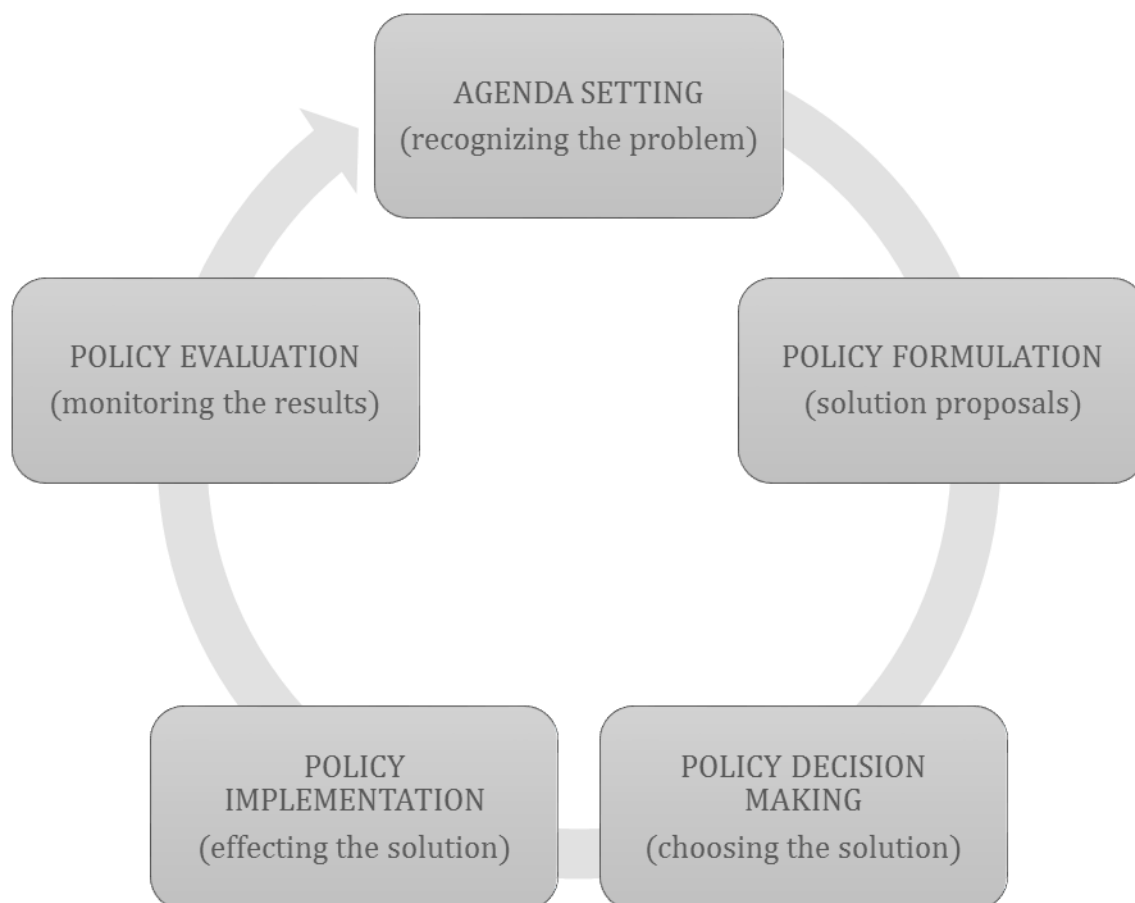 AGENDA SETTING
(recognizing the problem)
POLICY EVALUATION
(monitoring the results)
POLICY FORMULATION
(solution proposals)
POLICY
IMPLEMENTATION
(effecting the solution)
POLICY DECISION
MAKING
(choosing the solution)